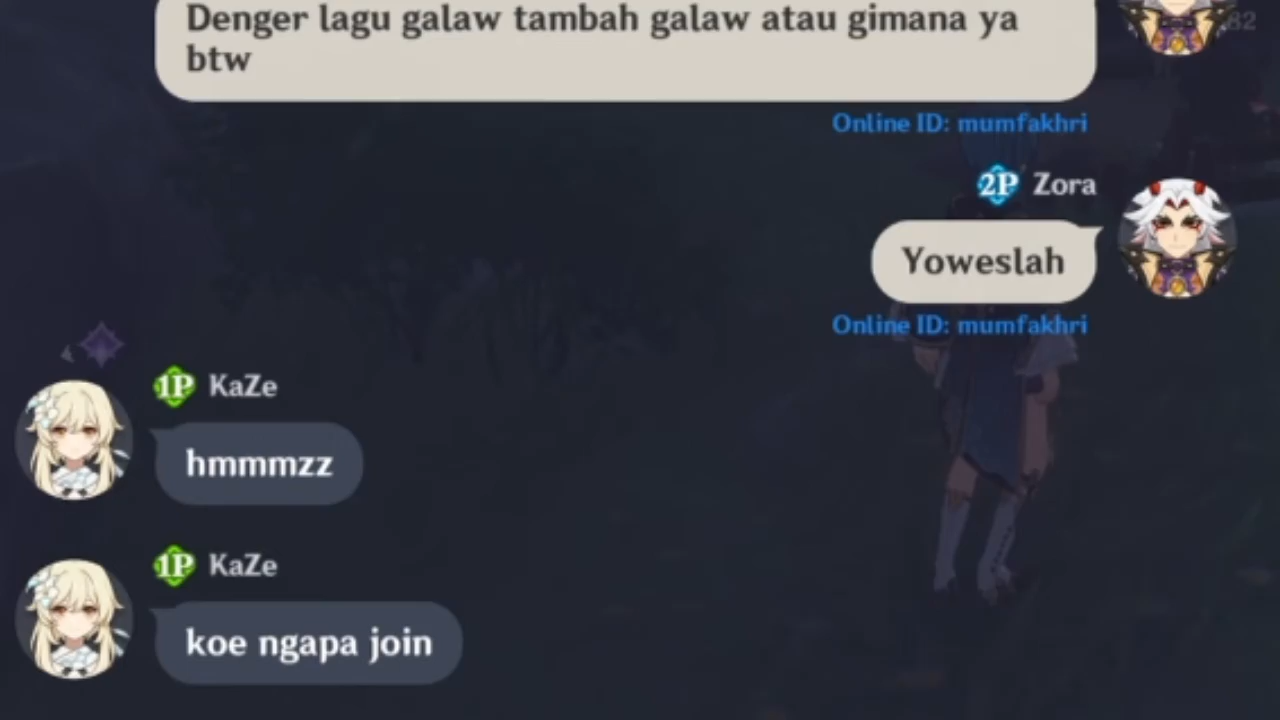 Denger lagu galaw tambah galaw atau gimana ya
btw
Online ID: mumfakhri
2P Zora
Yoweslah
Online ID: mumfakhri
1P KaZe
hmmmzz
1P KaZe
koe ngapa join